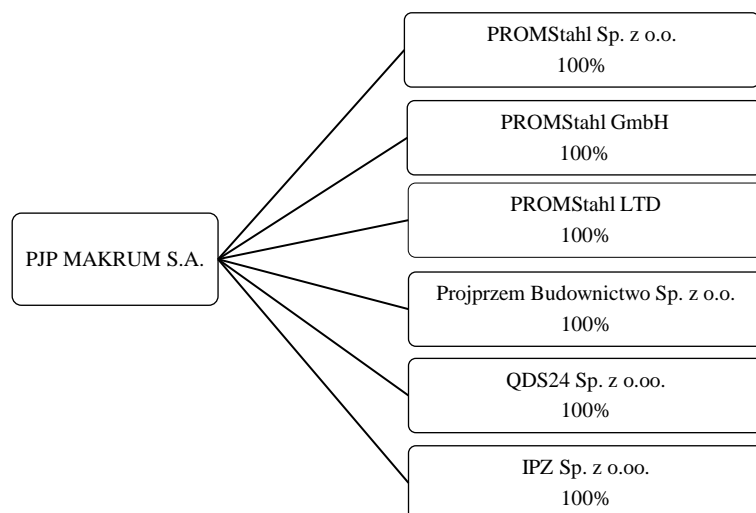 PROMStahl Sp. z o.o.
100%
PROMStahl GmbH
100%
PROMStahl LTD
100%
PJP MAKRUM S.A.
Projprzem Budownictwo Sp. z o.o.
100%
QDS24 Sp. z o.oo.
100%
IPZ Sp. z o.oo.
100%